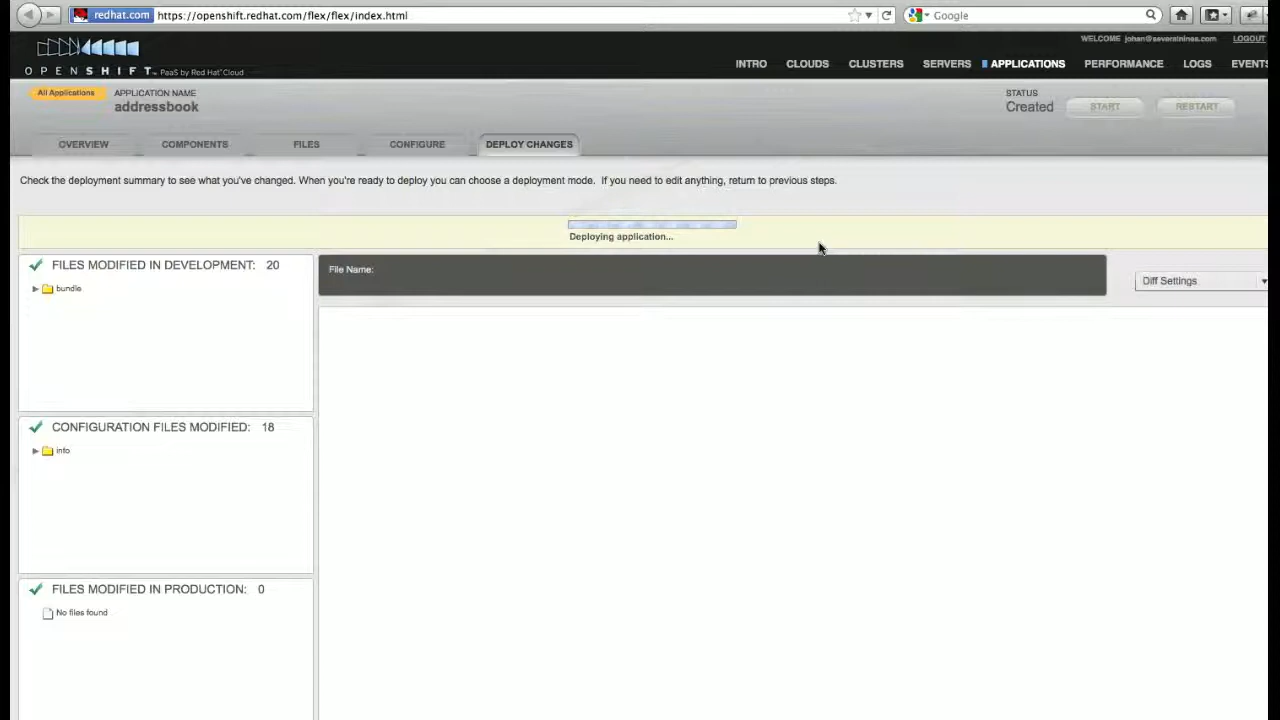 redhat.com https://openshift.redhat.com/flex/flex/index.html Google
WELCOME johan@severalnines.com LOGOUT
OPENSHIFT™ PaaS by Red Hat® Cloud
INTRO CLOUDS CLUSTERS SERVERS APPLICATIONS PERFORMANCE LOGS EVENTS
All Applications APPLICATION NAME STATUS
addressbook Created START RESTART
OVERVIEW COMPONENTS FILES CONFIGURE DEPLOY CHANGES
Check the deployment summary to see what you've changed. When you're ready to deploy you can choose a deployment mode. If you need to edit anything, return to previous steps.
Deploying application...
FILES MODIFIED IN DEVELOPMENT: 20
bundle
File Name:
Diff Settings
CONFIGURATION FILES MODIFIED: 18
info
FILES MODIFIED IN PRODUCTION: 0
No files found